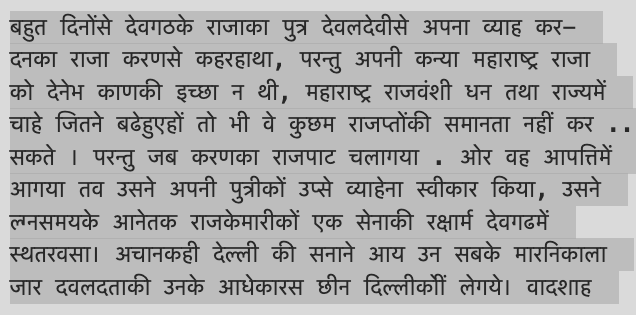 बहुत दिनोंसे देवगठके राजाका पुत्र देवलदेवीसे अपना व्याह कर–
दनका राजा करणसे कहरहाथा, परन्तु अपनी कन्या महाराष्ट्र राजा
को देनेभ काणकी इच्छा न थी, महाराष्ट्र राजवंशी धन तथा राज्यमें
चाहे जितने बढेहुएहों तो भी वे कुछम राजप्तोंकी समानता नहीं कर ..
सकते । परन्तु जब करणका राजपाट चलागया . ओर वह आपत्तिमें
आगया तव उसने अपनी पुत्रीकों उप्से व्याहेना स्वीकार किया, उसने
ल्ग्नसमयके आनेतक राजकेमारीकों एक सेनाकी रक्षार्म देवगढमें
स्थतरवसा। अचानकही देल्ली की सनाने आय उन सबके मारनिकाला
जार दवलदताकी उनके आधेकारस छीन दिल्लीकोीं लेगये। वादशाह